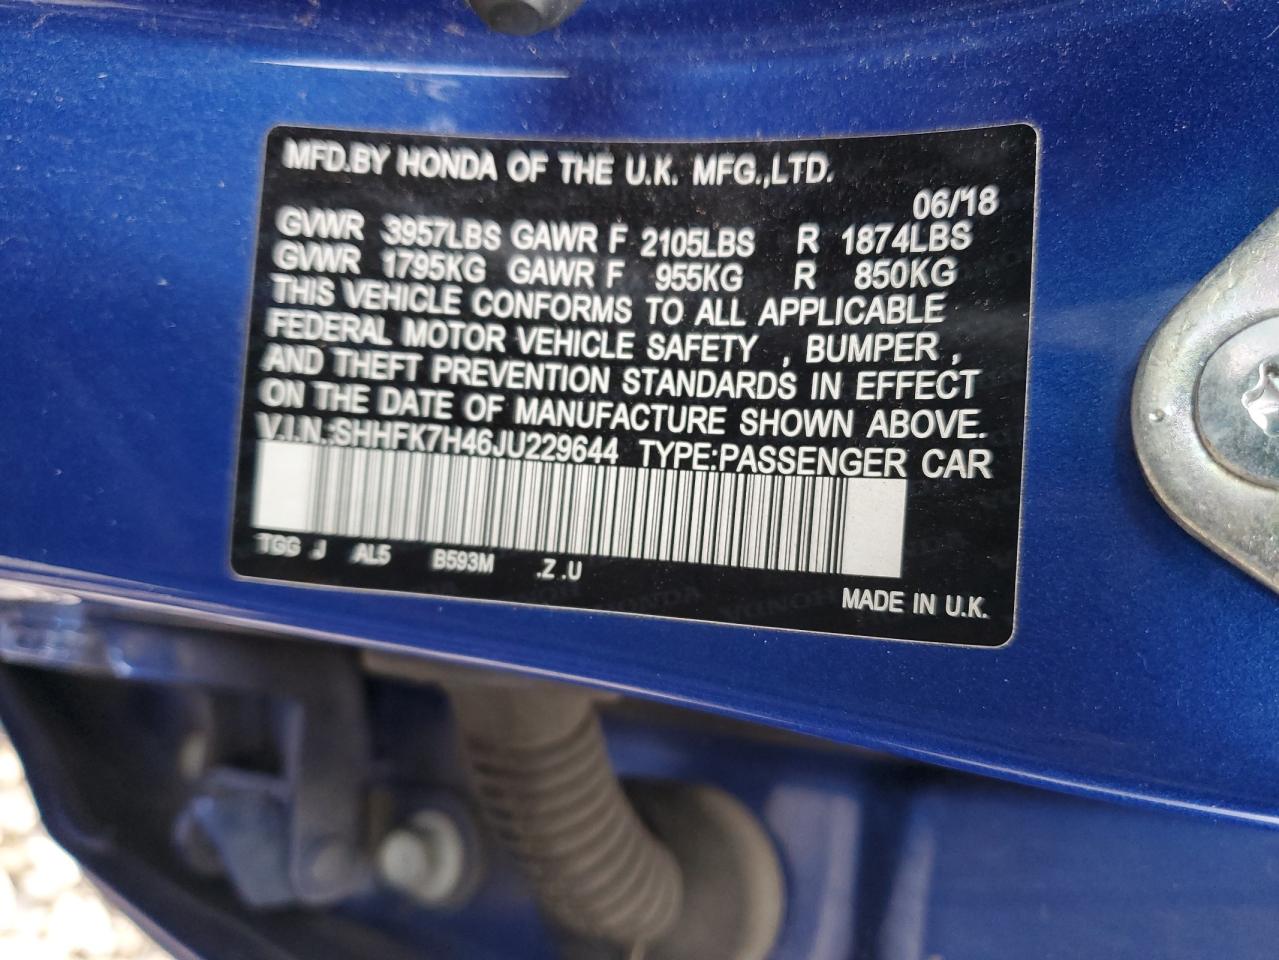 MFD.BY HONDA OF THE U.K. MFG.,LTD.
06/18
GVWR 3957LBS GAWR F 2105LBS R 1874LBS
GVWR 1795KG GAWR F 955KG R 850KG
THIS VEHICLE CONFORMS TO ALL APPLICABLE
FEDERAL MOTOR VEHICLE SAFETY , BUMPER ,
AND THEFT PREVENTION STANDARDS IN EFFECT
ON THE DATE OF MANUFACTURE SHOWN ABOVE.
V.I.N.:SHHFK7H46JU229644 TYPE:PASSENGER CAR
TGG J AL5 B593M .Z .U
MADE IN U.K.